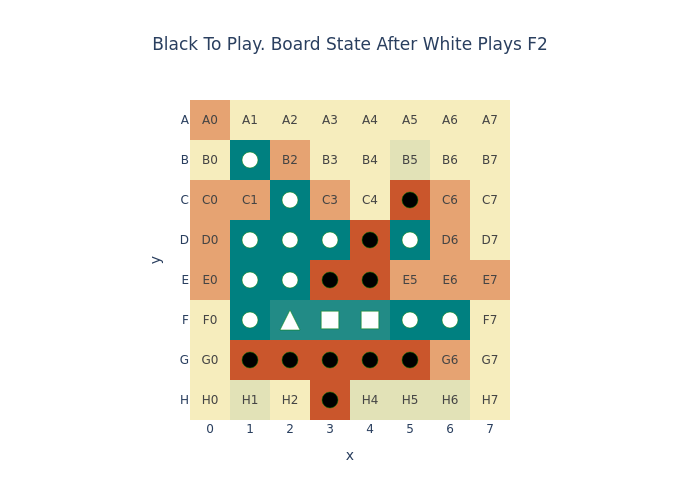 Black To Play. Board State After White Plays F2
A A0 A1 A2 A3 A4 A5 A6 A7
B B0 B2 B3 B4 B5 B6 B7
C C0 C1 C3 C4 C6 C7
y D D0 D6 D7
E E0 E5 E6 E7
F F0 F7
G G0 G6 G7
H H0 H1 H2 H4 H5 H6 H7
0 1 2 3 4 5 6 7
x